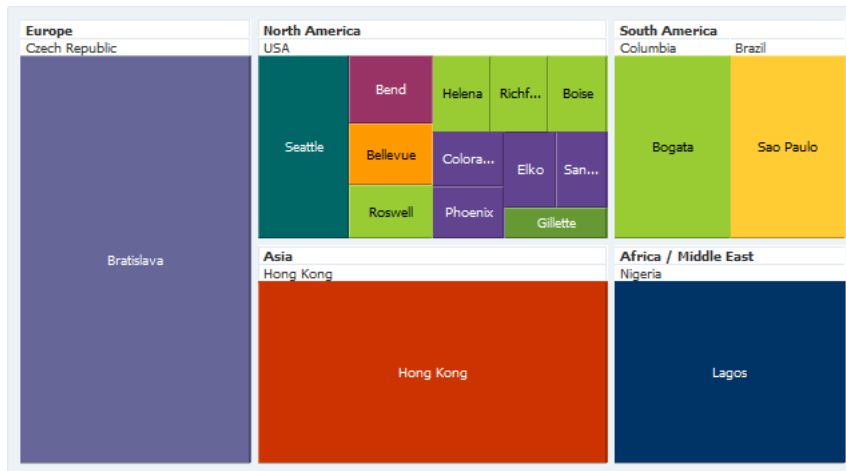 Europe
Czech Republic
Bratislava
North America
USA
Seattle
Bend
Bellevue
Roswell
Helena
Richf...
Boise
Colora...
Phoenix
Elko
San...
Gillette
South America
Columbia
Brazil
Bogata
Sao Paulo
Asia
Hong Kong
Hong Kong
Africa / Middle East
Nigeria
Lagos